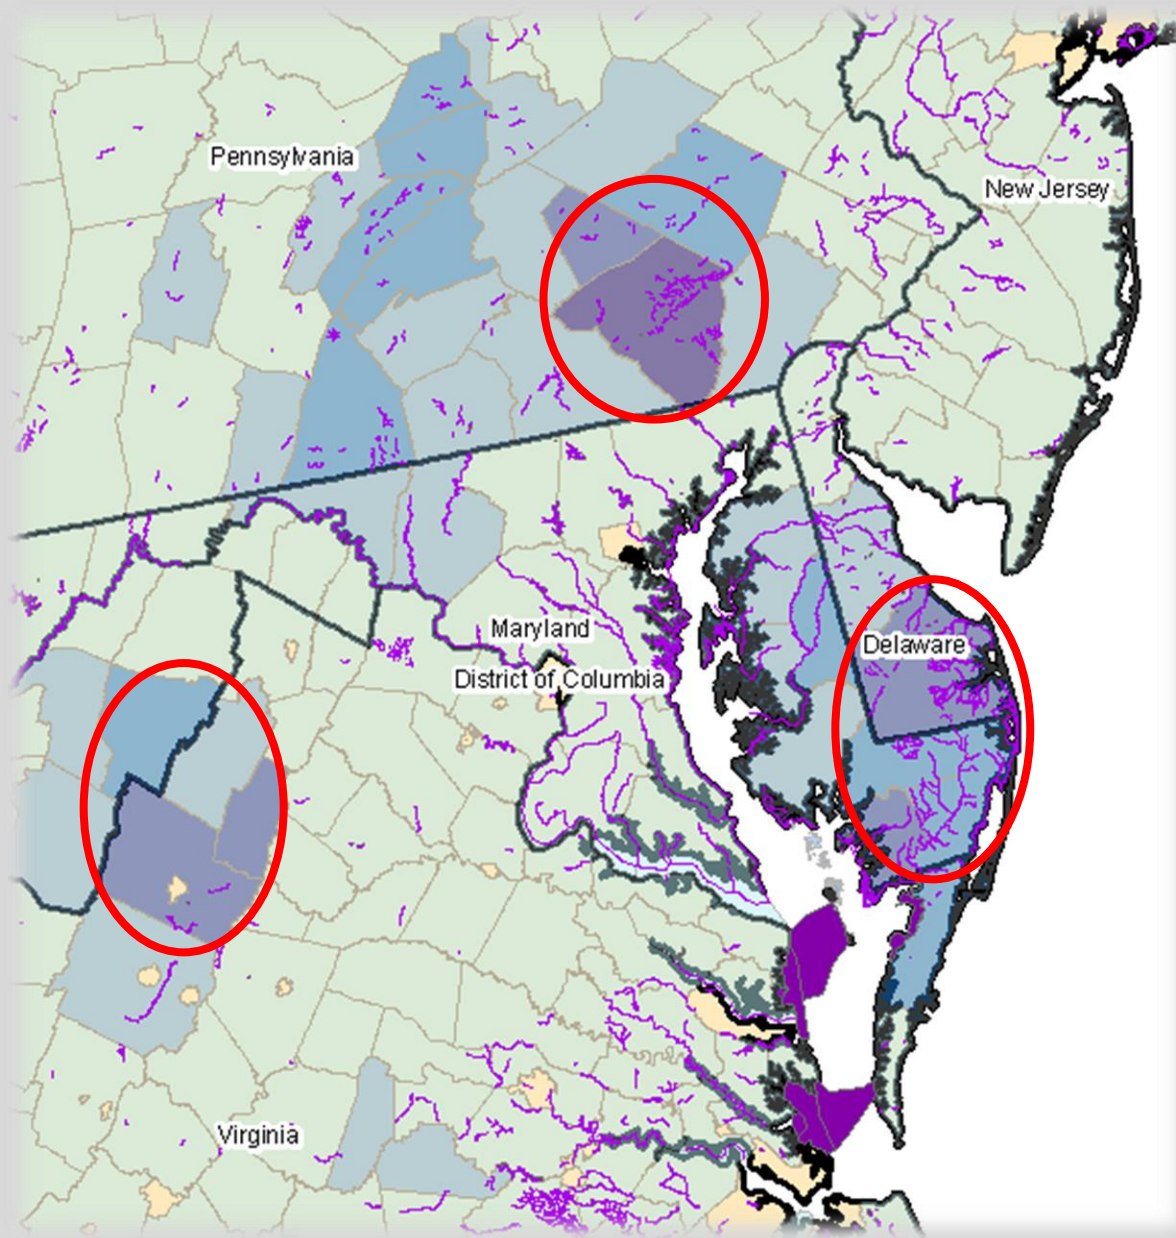 Pennsylvania
New Jersey
Maryland
Delaware
District of Columbia
Virginia